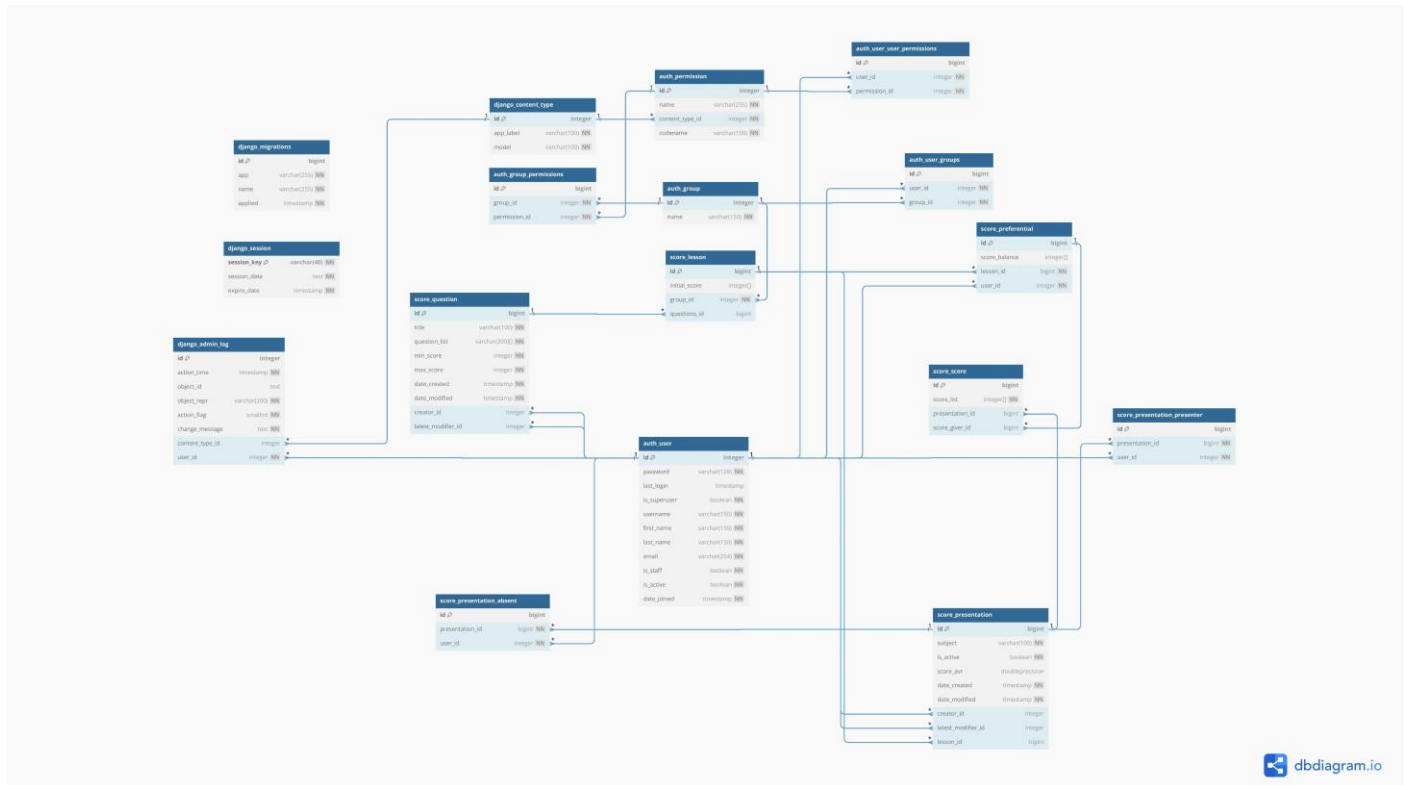 auth_user_user_permissions
id bigint
user_id integer NN
permission_id integer NN
auth_permission
id integer
name varchar(255) NN
content_type_id integer NN
codename varchar(100) NN
django_content_type
id integer
app_label varchar(100) NN
model varchar(100) NN
django_migrations
id bigint
app varchar(255) NN
name varchar(255) NN
applied timestamp NN
auth_user_groups
id bigint
user_id integer NN
group_id integer NN
auth_group_permissions
id bigint
group_id integer NN
permission_id integer NN
auth_group
id integer
name varchar(150) NN
score_preferential
id bigint
score_balance integer[]
lesson_id bigint NN
user_id integer NN
django_session
session_key varchar(40) NN
session_data text NN
expire_date timestamp NN
score_lesson
id bigint
initial_score integer[]
group_id integer NN
questions_id bigint
score_question
id bigint
title varchar(100) NN
question_list varchar(200)[] NN
min_score integer NN
max_score integer NN
date_created timestamp NN
date_modified timestamp NN
creator_id integer
latest_modifier_id integer
django_admin_log
id integer
action_time timestamp NN
object_id text
object_repr varchar(200) NN
action_flag smallint NN
change_message text NN
content_type_id integer
user_id integer NN
score_score
id bigint
score_list integer[] NN
presentation_id bigint
score_giver_id bigint
score_presentation_presenter
id bigint
presentation_id bigint NN
user_id integer NN
auth_user
id integer
password varchar(128) NN
last_login timestamp
is_superuser boolean NN
username varchar(150) NN
first_name varchar(150) NN
last_name varchar(150) NN
email varchar(254) NN
is_staff boolean NN
is_active boolean NN
date_joined timestamp NN
score_presentation_absent
id bigint
presentation_id bigint NN
user_id integer NN
score_presentation
id bigint
subject varchar(100) NN
is_active boolean NN
score_avr doubleprecision
date_created timestamp NN
date_modified timestamp NN
creator_id integer
latest_modifier_id integer
lesson_id bigint
dbdiagram.io